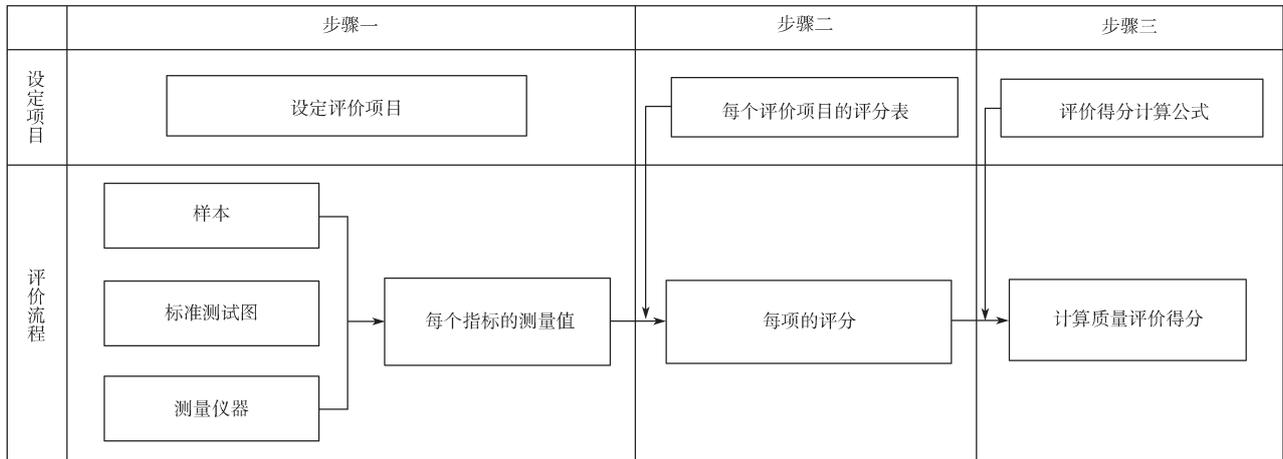 步骤一
步骤二
步骤三
设定项目
设定评价项目
每个评价项目的评分表
评价得分计算公式
评价流程
样本
标准测试图
测量仪器
每个指标的测量值
每项的评分
计算质量评价得分